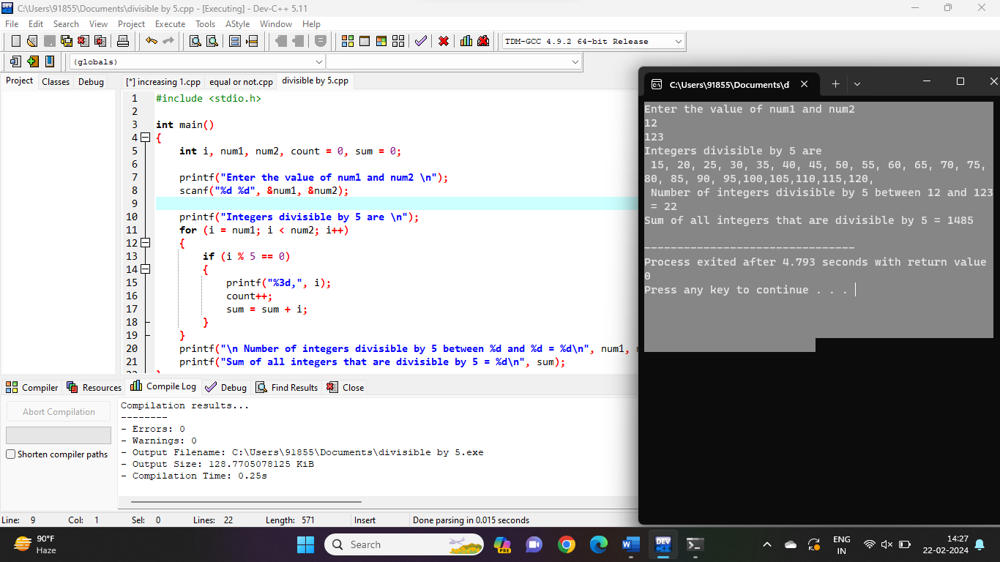 C:\Users\91855\Documents\divisible by 5.cpp - [Executing] - Dev-C++ 5.11
File Edit Search View Project Execute Tools AStyle Window Help
TDM-GCC 4.9.2 64-bit Release
(globals)
Project Classes Debug
[*] increasing 1.cpp equal or not.cpp divisible by 5.cpp
1 #include <stdio.h>
2
3 int main()
4 {
5 int i, num1, num2, count = 0, sum = 0;
6
7 printf("Enter the value of num1 and num2 \n");
8 scanf("%d %d", &num1, &num2);
9
10 printf("Integers divisible by 5 are \n");
11 for (i = num1; i < num2; i++)
12 {
13 if (i % 5 == 0)
14 {
15 printf("%3d,", i);
16 count++;
17 sum = sum + i;
18 }
19 }
20 printf("\n Number of integers divisible by 5 between %d and %d = %d\n", num1,
21 printf("Sum of all integers that are divisible by 5 = %d\n", sum);
C:\Users\91855\Documents\d
Enter the value of num1 and num2
12
123
Integers divisible by 5 are
15, 20, 25, 30, 35, 40, 45, 50, 55, 60, 65, 70, 75,
80, 85, 90, 95,100,105,110,115,120,
Number of integers divisible by 5 between 12 and 123
= 22
Sum of all integers that are divisible by 5 = 1485
--------------------------------
Process exited after 4.793 seconds with return value
0
Press any key to continue . . .
Compiler Resources Compile Log Debug Find Results Close
Abort Compilation
Shorten compiler paths
Compilation results...
--------
- Errors: 0
- Warnings: 0
- Output Filename: C:\Users\91855\Documents\divisible by 5.exe
- Output Size: 128.7705078125 KiB
- Compilation Time: 0.25s
Line: 9 Col: 1 Sel: 0 Lines: 22 Length: 571 Insert Done parsing in 0.015 seconds
90°F
Haze
Search
PRE
DEV
ENG
IN
14:27
22-02-2024